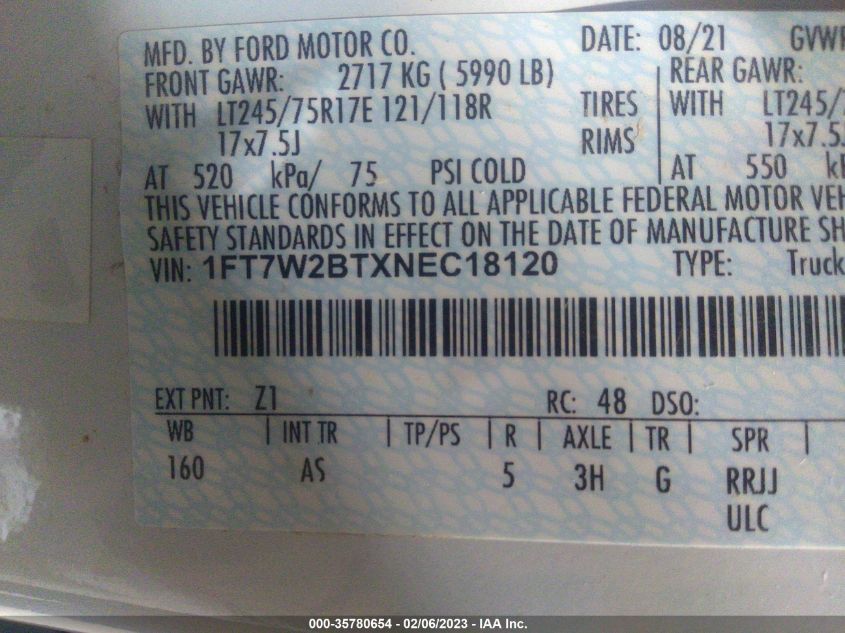 MFD. BY FORD MOTOR CO. DATE: 08/21 GVWR
FRONT GAWR: 2717 KG ( 5990 LB) REAR GAWR:
WITH LT245/75R17E 121/118R TIRES WITH LT245/
17x7.5J RIMS 17x7.5J
AT 520 kPa/ 75 PSI COLD AT 550
THIS VEHICLE CONFORMS TO ALL APPLICABLE FEDERAL MOTOR VEH
SAFETY STANDARDS IN EFFECT ON THE DATE OF MANUFACTURE SH
VIN: 1FT7W2BTXNEC18120 TYPE: Truck
EXT PNT: Z1 RC: 48 DSO:
WB | INT TR | TP/PS | R | AXLE | TR | SPR |
160 AS 5 3H G RRJJ
ULC
000-35780654 - 02/06/2023 - IAA Inc.